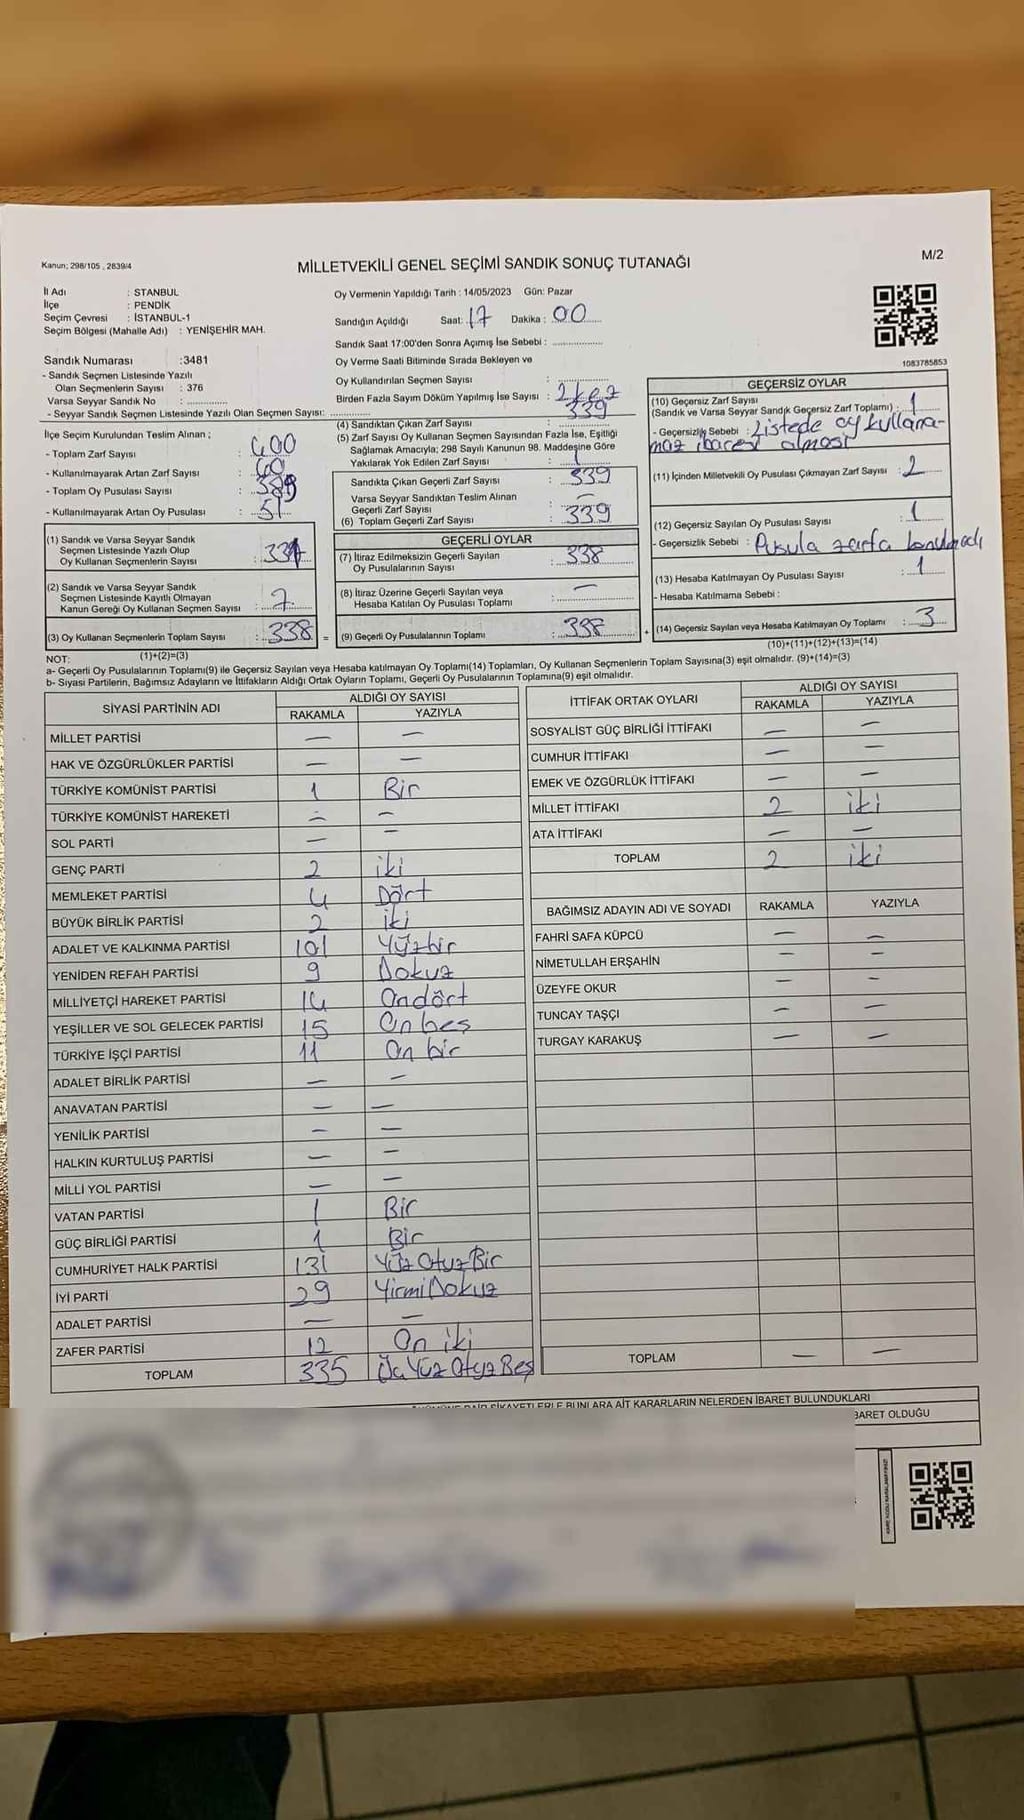 Kanun; 298/105 , 2839/4
MİLLETVEKİLİ GENEL SEÇİMİ SANDIK SONUÇ TUTANAĞI
M/2
İl Adı : STANBUL
İlçe : PENDİK
Seçim Çevresi : İSTANBUL-1
Seçim Bölgesi (Mahalle Adı) : YENİŞEHİR MAH.
Oy Vermenin Yapıldığı Tarih : 14/05/2023 Gün: Pazar
Sandığın Açıldığı Saat: 17 Dakika : 00
Sandık Saat 17:00'den Sonra Açımış İse Sebebi :
Oy Verme Saati Bitiminde Sırada Bekleyen ve
Oy Kullandırılan Seçmen Sayısı :
Birden Fazla Sayım Döküm Yapılmış İse Sayısı : 2 kez
1083785853
Sandık Numarası :3481
- Sandık Seçmen Listesinde Yazılı
Olan Seçmenlerin Sayısı : 376
Varsa Seyyar Sandık No :
- Seyyar Sandık Seçmen Listesinde Yazılı Olan Seçmen Sayısı:
İlçe Seçim Kurulundan Teslim Alınan ;
- Toplam Zarf Sayısı : 400
- Kullanılmayarak Artan Zarf Sayısı : 60
- Toplam Oy Pusulası Sayısı : 389
- Kullanılmayarak Artan Oy Pusulası : 51
(1) Sandık ve Varsa Seyyar Sandık
Seçmen Listesinde Yazılı Olup
Oy Kullanan Seçmenlerin Sayısı :
(2) Sandık ve Varsa Seyyar Sandık
Seçmen Listesinde Kayıtlı Olmayan
Kanun Gereği Oy Kullanan Seçmen Sayısı : 7
(3) Oy Kullanan Seçmenlerin Toplam Sayısı : 338 =
(1)+(2)=(3)
(4) Sandıktan Çıkan Zarf Sayısı : 339
(5) Zarf Sayısı Oy Kullanan Seçmen Sayısından Fazla İse, Eşitliği
Sağlamak Amacıyla; 298 Sayılı Kanunun 98. Maddesine Göre
Yakılarak Yok Edilen Zarf Sayısı : 1
Sandıkta Çıkan Geçerli Zarf Sayısı : 339
Varsa Seyyar Sandıktan Teslim Alınan
Geçerli Zarf Sayısı : —
(6) Toplam Geçerli Zarf Sayısı : 339
GEÇERLİ OYLAR
(7) İtiraz Edilmeksizin Geçerli Sayılan
Oy Pusulalarının Sayısı : 338
(8) İtiraz Üzerine Geçerli Sayılan veya
Hesaba Katılan Oy Pusulası Toplamı : —
(9) Geçerli Oy Pusulalarının Toplamı : 338 +
GEÇERSİZ OYLAR
(10) Geçersiz Zarf Sayısı
(Sandık ve Varsa Seyyar Sandık Geçersiz Zarf Toplamı) : 1
- Geçersizlik Sebebi : Listede oy kullana-
maz ibaresi olması
(11) İçinden Milletvekili Oy Pusulası Çıkmayan Zarf Sayısı : 2
(12) Geçersiz Sayılan Oy Pusulası Sayısı : 1
- Geçersizlik Sebebi : Pusula zarfa konulmadı
(13) Hesaba Katılmayan Oy Pusulası Sayısı : 1
- Hesaba Katılmama Sebebi :
(14) Geçersiz Sayılan veya Hesaba Katılmayan Oy Toplamı : 3
(10)+(11)+(12)+(13)=(14)
NOT:
a- Geçerli Oy Pusulalarının Toplamı(9) ile Geçersiz Sayılan veya Hesaba katılmayan Oy Toplamı(14) Toplamları, Oy Kullanan Seçmenlerin Toplam Sayısına(3) eşit olmalıdır. (9)+(14)=(3)
b- Siyasi Partilerin, Bağımsız Adayların ve İttifakların Aldığı Ortak Oyların Toplamı, Geçerli Oy Pusulalarının Toplamına(9) eşit olmalıdır.
SİYASİ PARTİNİN ADI ALDIĞI OY SAYISI
RAKAMLA YAZIYLA
MİLLET PARTİSİ — —
HAK VE ÖZGÜRLÜKLER PARTİSİ — —
TÜRKİYE KOMÜNİST PARTİSİ 1 Bir
TÜRKİYE KOMÜNİST HAREKETİ — —
SOL PARTİ — —
GENÇ PARTİ 2 iki
MEMLEKET PARTİSİ 4 Dört
BÜYÜK BİRLİK PARTİSİ 2 iki
ADALET VE KALKINMA PARTİSİ 101 Yüzbir
YENİDEN REFAH PARTİSİ 9 Dokuz
MİLLİYETÇİ HAREKET PARTİSİ 14 Ondört
YEŞİLLER VE SOL GELECEK PARTİSİ 15 Onbeş
TÜRKİYE İŞÇİ PARTİSİ 11 On bir
ADALET BİRLİK PARTİSİ — —
ANAVATAN PARTİSİ — —
YENİLİK PARTİSİ — —
HALKIN KURTULUŞ PARTİSİ — —
MİLLİ YOL PARTİSİ — —
VATAN PARTİSİ 1 Bir
GÜÇ BİRLİĞİ PARTİSİ 1 Bir
CUMHURİYET HALK PARTİSİ 131 Yüz Otuz Bir
İYİ PARTİ 29 Yirmi Dokuz
ADALET PARTİSİ — —
ZAFER PARTİSİ 12 On iki
TOPLAM 335 Üç Yüz Otuz Beş
İTTİFAK ORTAK OYLARI ALDIĞI OY SAYISI
RAKAMLA YAZIYLA
SOSYALİST GÜÇ BİRLİĞİ İTTİFAKI — —
CUMHUR İTTİFAKI — —
EMEK VE ÖZGÜRLÜK İTTİFAKI — —
MİLLET İTTİFAKI 2 iki
ATA İTTİFAKI — —
TOPLAM 2 iki
BAĞIMSIZ ADAYIN ADI VE SOYADI RAKAMLA YAZIYLA
FAHRİ SAFA KÜPCÜ — —
NİMETULLAH ERŞAHİN — —
ÜZEYFE OKUR — —
TUNCAY TAŞÇI — —
TURGAY KARAKUŞ — —
TOPLAM — —
ŞİKAYETLERLE BUNLARA AİT KARARLARIN NELERDEN İBARET BULUNDUKLARI
BARET OLDUĞU